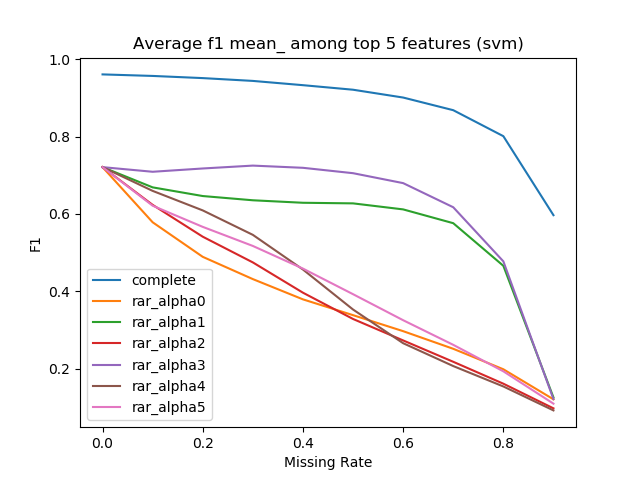 Average f1 mean_ among top 5 features (svm)
1.0
0.8
0.6
0.4
0.2
F1
complete
rar_alpha0
rar_alpha1
rar_alpha2
rar_alpha3
rar_alpha4
rar_alpha5
0.0 0.2 0.4 0.6 0.8
Missing Rate